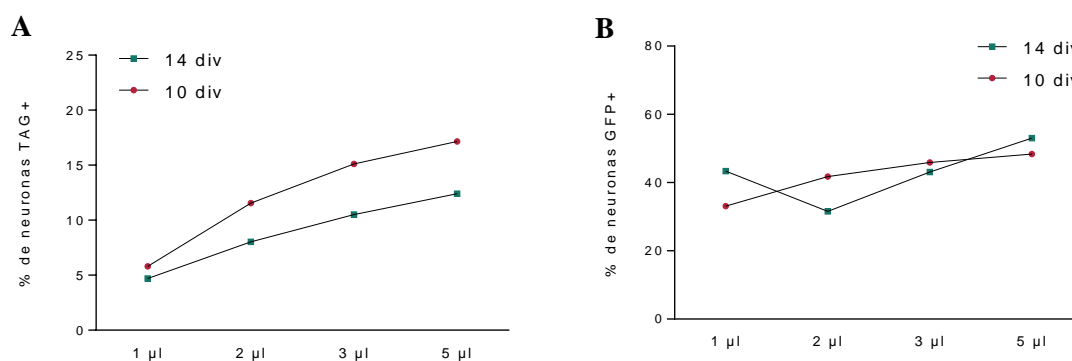 A
% de neuronas TAG+
25
20
15
10
5
0
14 div
10 div
1 µl
2 µl
3 µl
5 µl
B
% de neuronas GFP+
80
60
40
20
0
14 div
10 div
1 µl
2 µl
3 µl
5 µl